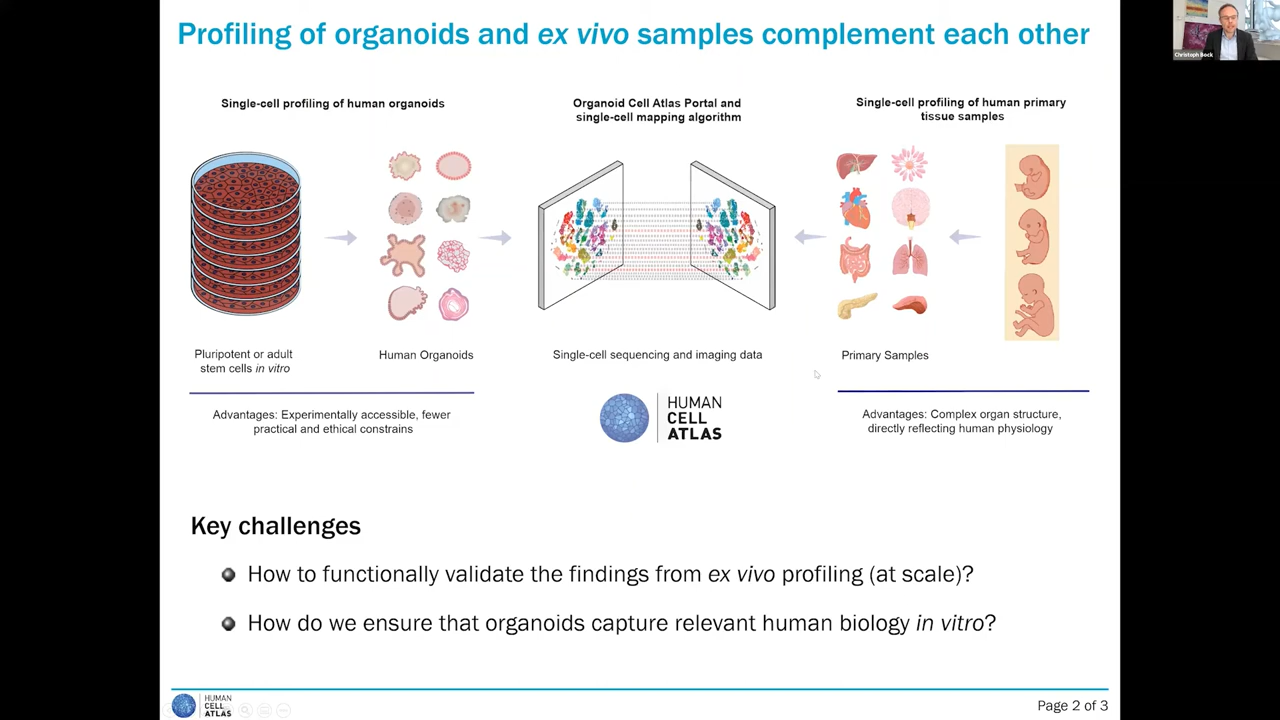 Profiling of organoids and ex vivo samples complement each other
Christoph Bock
Single-cell profiling of human organoids
Organoid Cell Atlas Portal and
single-cell mapping algorithm
Single-cell profiling of human primary
tissue samples
Pluripotent or adult
stem cells in vitro
Human Organoids
Single-cell sequencing and imaging data
Primary Samples
Advantages: Experimentally accessible, fewer
practical and ethical constrains
HUMAN
CELL
ATLAS
Advantages: Complex organ structure,
directly reflecting human physiology
Key challenges
How to functionally validate the findings from ex vivo profiling (at scale)?
How do we ensure that organoids capture relevant human biology in vitro?
HUMAN
CELL
ATLAS
Page 2 of 3